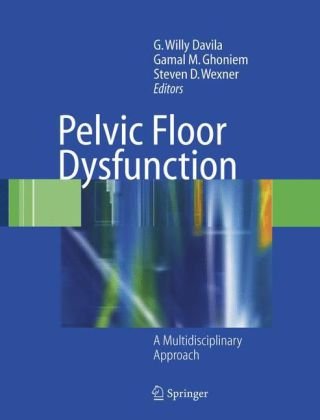 G. Willy Davila
Gamal M. Ghoniem
Steven D. Wexner
Editors
Pelvic Floor
Dysfunction
A Multidisciplinary
Approach
Springer